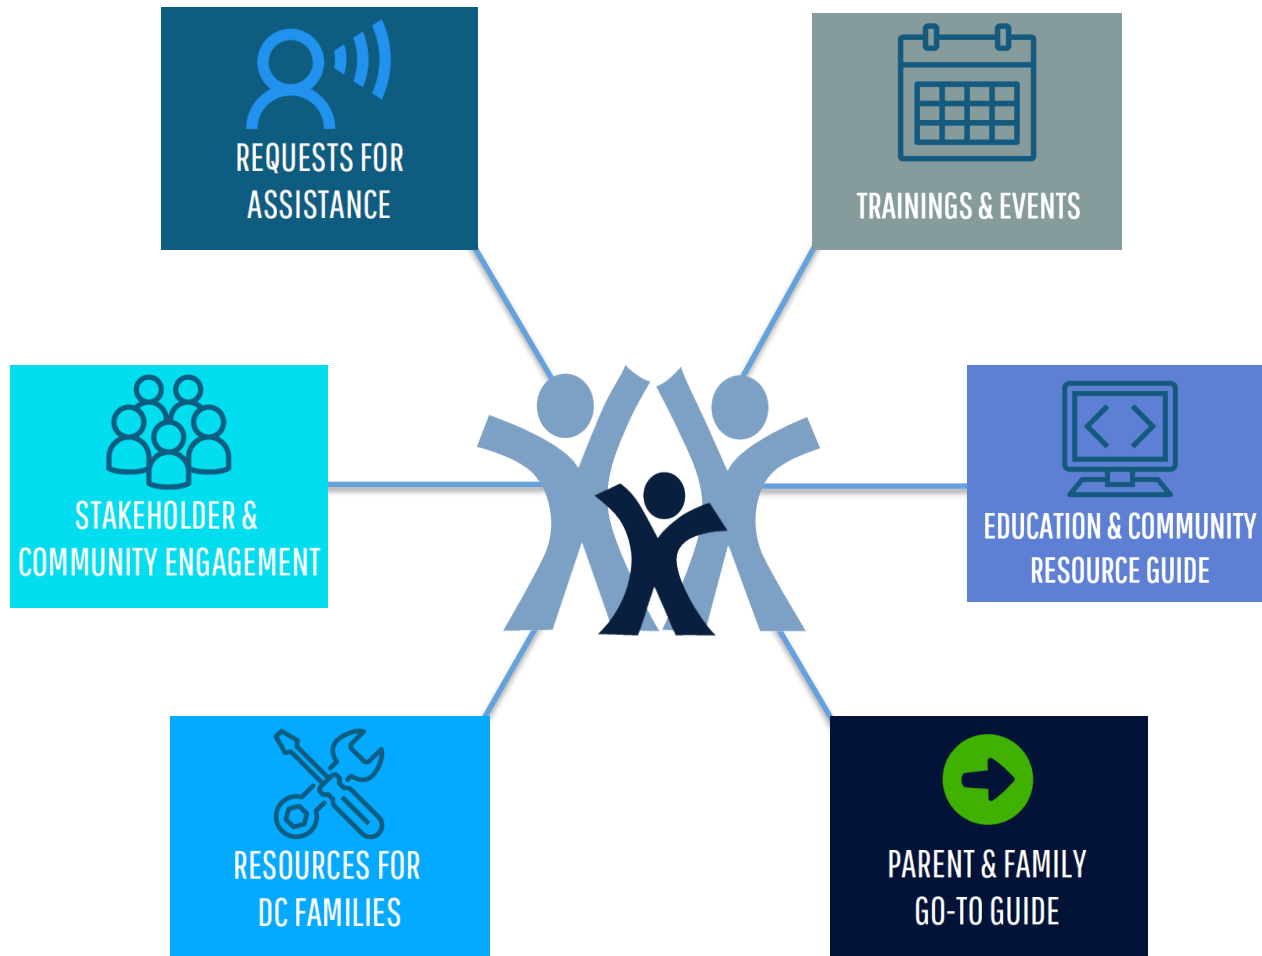 REQUESTS FOR
ASSISTANCE
TRAININGS & EVENTS
STAKEHOLDER &
COMMUNITY ENGAGEMENT
EDUCATION & COMMUNITY
RESOURCE GUIDE
RESOURCES FOR
DC FAMILIES
PARENT & FAMILY
GO-TO GUIDE